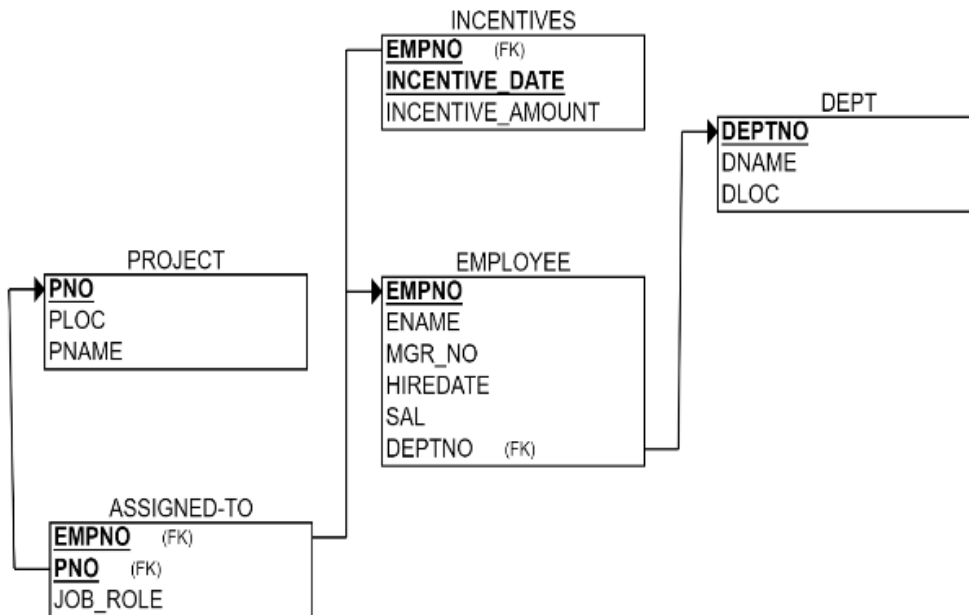 INCENTIVES
EMPNO (FK)
INCENTIVE_DATE
INCENTIVE_AMOUNT
DEPT
DEPTNO
DNAME
DLOC
PROJECT
PNO
PLOC
PNAME
EMPLOYEE
EMPNO
ENAME
MGR_NO
HIREDATE
SAL
DEPTNO (FK)
ASSIGNED-TO
EMPNO (FK)
PNO (FK)
JOB_ROLE